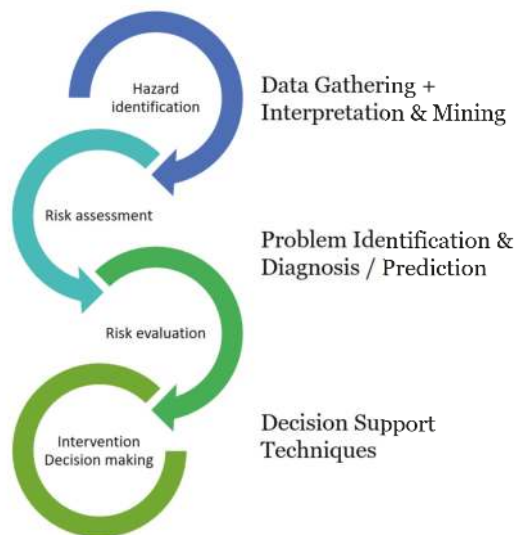 Hazard
identification
Data Gathering +
Interpretation & Mining
Risk assessment
Problem Identification &
Diagnosis / Prediction
Risk evaluation
Intervention
Decision making
Decision Support
Techniques